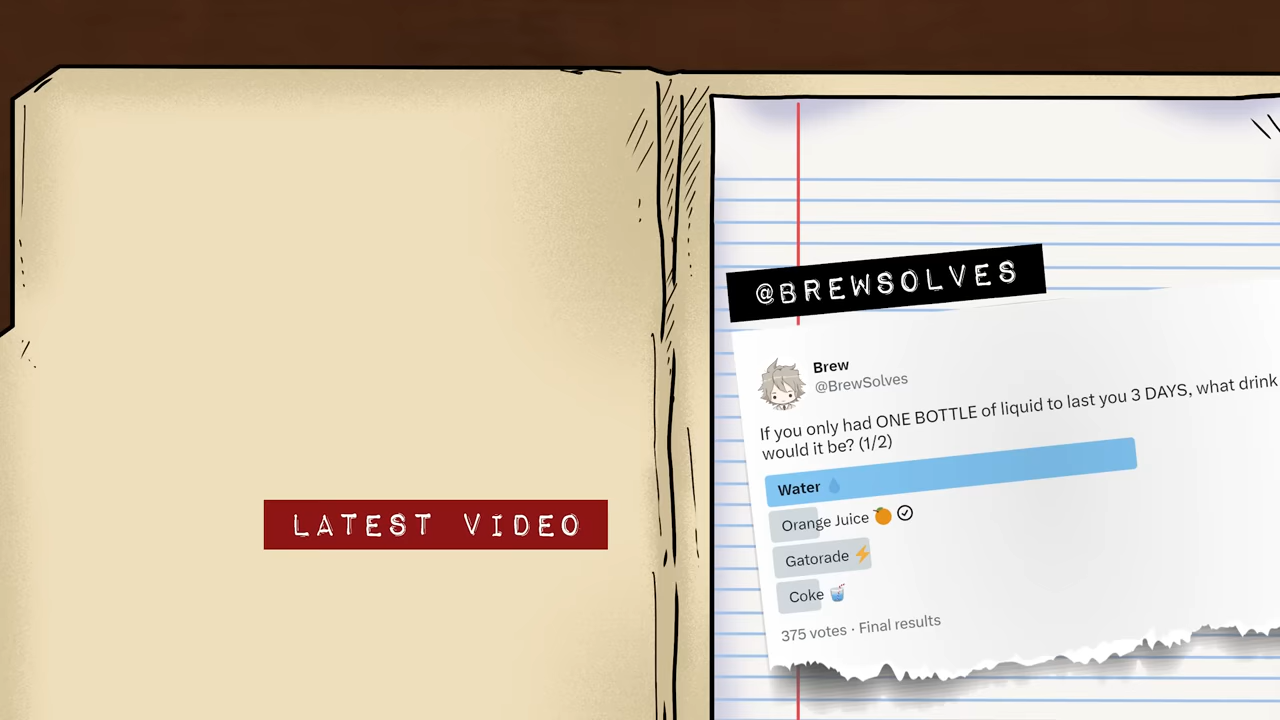 LATEST VIDEO
@BREWSOLVES
Brew
@BrewSolves
If you only had ONE BOTTLE of liquid to last you 3 DAYS, what drink
would it be? (1/2)
Water 💧
Orange Juice 🍊
Gatorade ⚡
Coke 🥤
375 votes · Final results